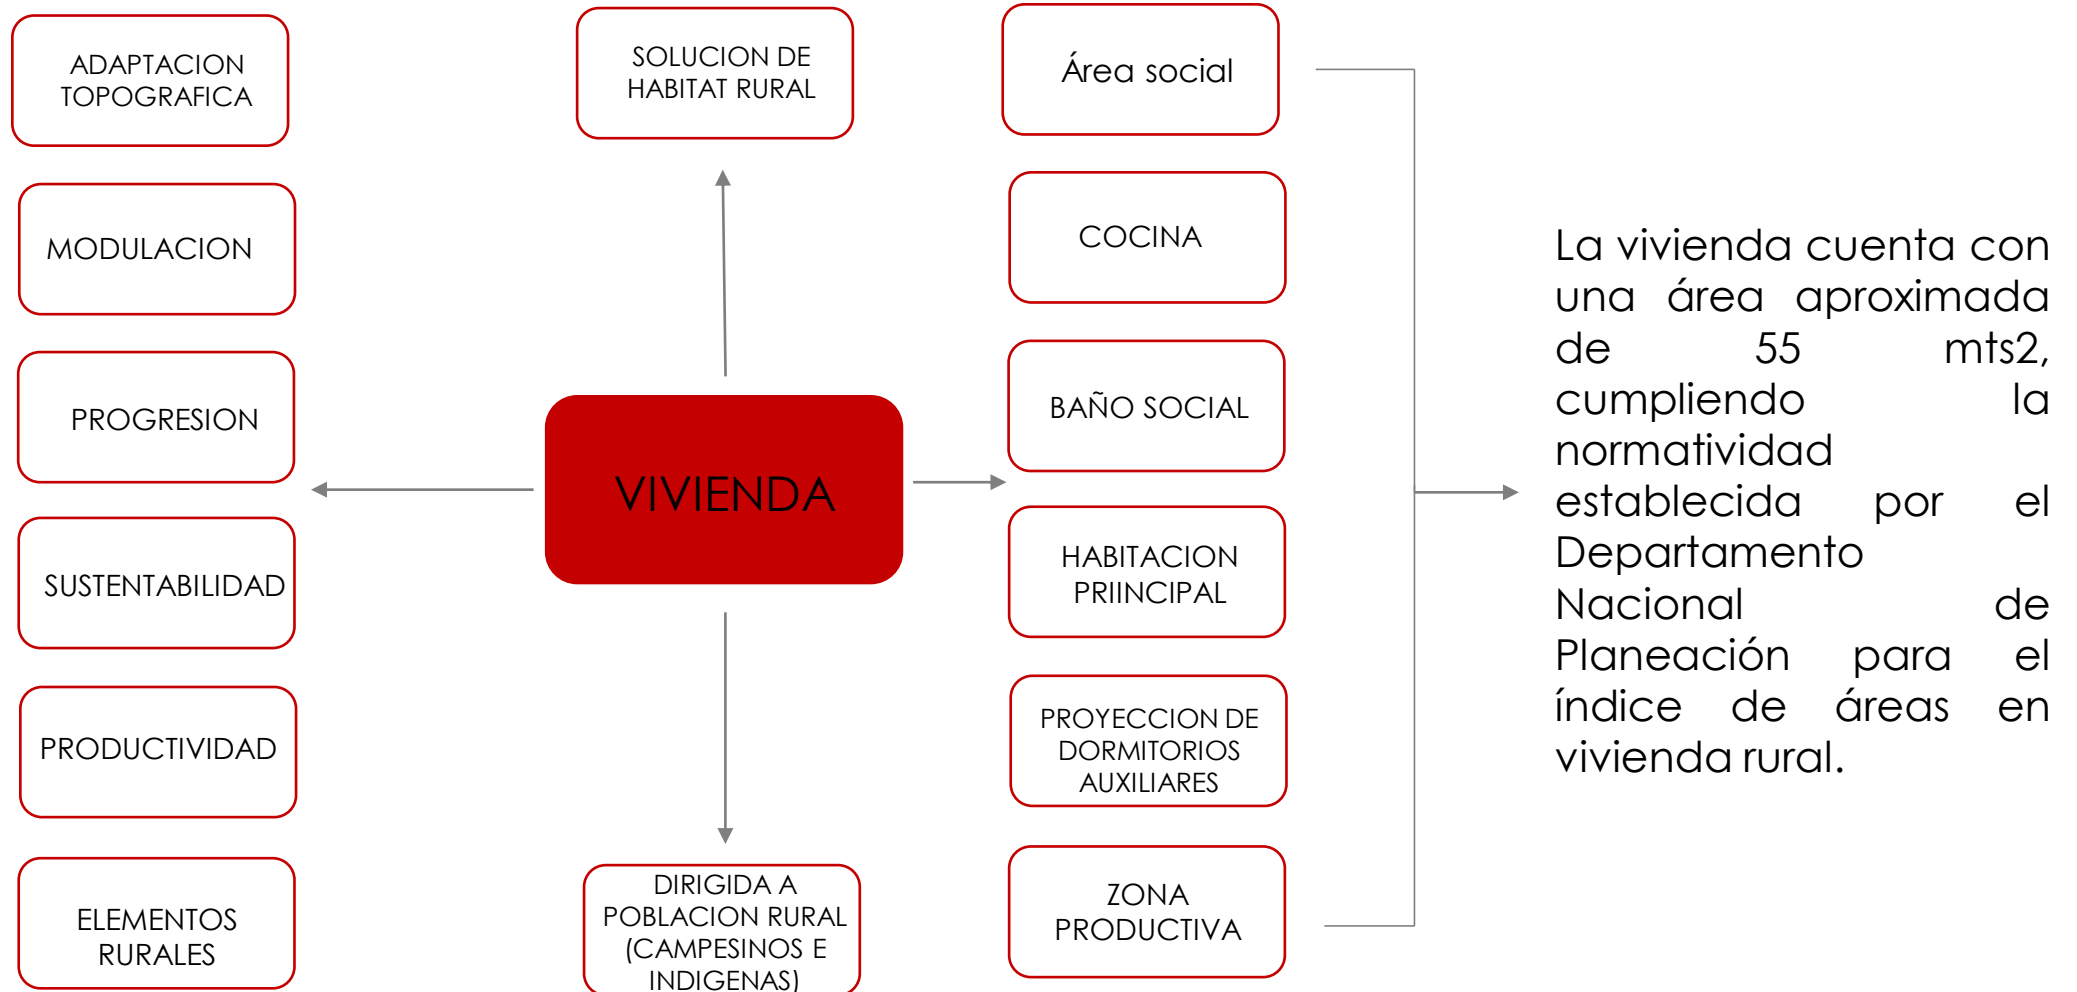 ADAPTACION
TOPOGRAFICA
MODULACION
PROGRESION
SUSTENTABILIDAD
PRODUCTIVIDAD
ELEMENTOS
RURALES
SOLUCION DE
HABITAT RURAL
VIVIENDA
DIRIGIDA A
POBLACION RURAL
(CAMPESINOS E
INDIGENAS)
Área social
COCINA
BAÑO SOCIAL
HABITACION
PRIINCIPAL
PROYECCION DE
DORMITORIOS
AUXILIARES
ZONA
PRODUCTIVA
La vivienda cuenta con
una área aproximada
de 55 mts2,
cumpliendo la
normatividad
establecida por el
Departamento
Nacional de
Planeación para el
índice de áreas en
vivienda rural.